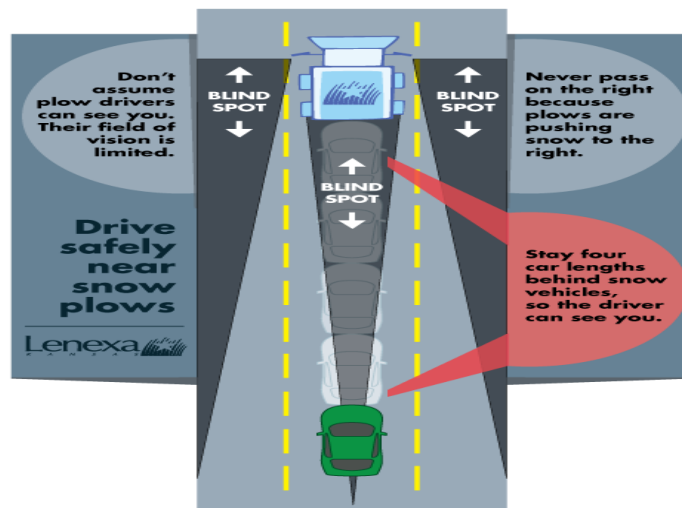 Don't
assume
plow drivers
can see you.
Their field of
vision is
limited.
BLIND
SPOT
BLIND
SPOT
Never pass
on the right
because
plows are
pushing
snow to the
right.
BLIND
SPOT
Drive
safely
near
snow
plows
Lenexa
KANSAS
Stay four
car lengths
behind snow
vehicles,
so the driver
can see you.